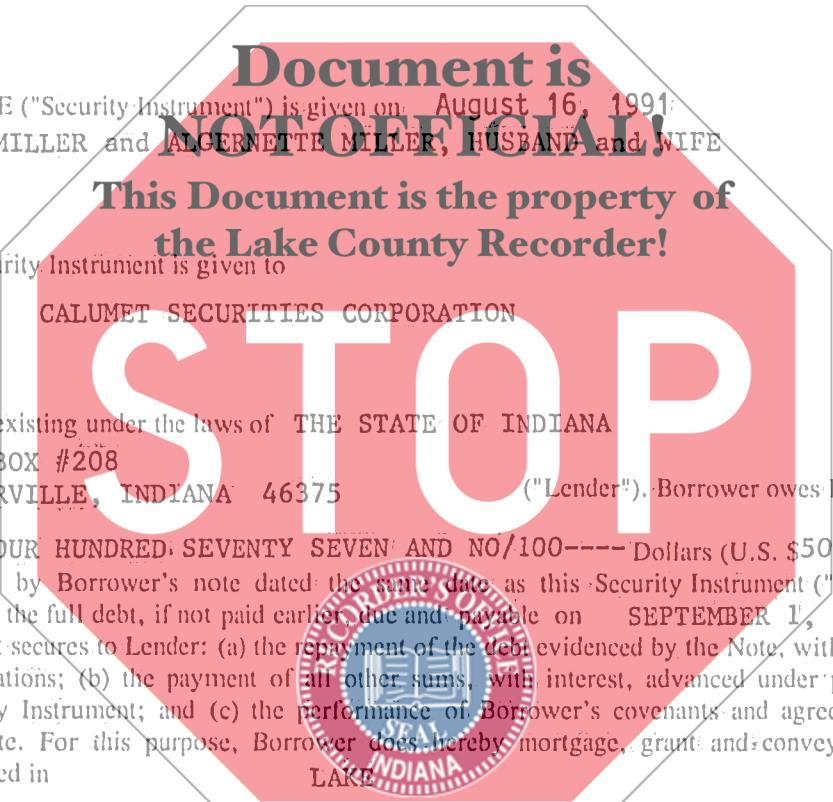 Document is
E ("Security Instrument") is given on August 16, 1991
MILLER and ALGERNETTE MILLER, HUSBAND and WIFE
NOT OFFICIAL!
This Document is the property of
the Lake County Recorder!
urity Instrument is given to
CALUMET SECURITIES CORPORATION
STOP
existing under the laws of THE STATE OF INDIANA
BOX #208
RVILLE, INDIANA 46375 ("Lender"). Borrower owes
OUR HUNDRED SEVENTY SEVEN AND NO/100---- Dollars (U.S. $50
by Borrower's note dated the same date as this Security Instrument ("
the full debt, if not paid earlier, due and payable on SEPTEMBER 1,
secures to Lender: (a) the repayment of the debt evidenced by the Note, with
ations; (b) the payment of all other sums, with interest, advanced under
y Instrument; and (c) the performance of Borrower's covenants and agree
te. For this purpose, Borrower does hereby mortgage, grant and convey
ed in LAKE
RECORDER'S OFFICE
SEAL
INDIANA